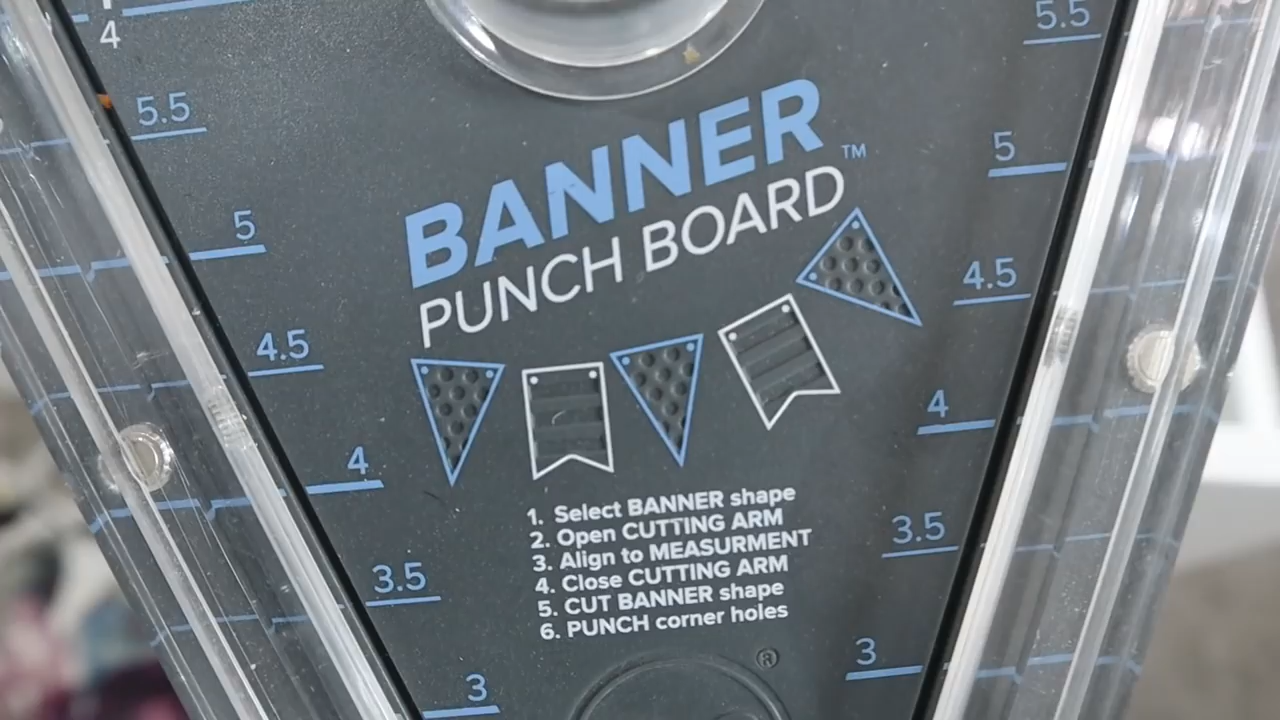 4
5.5
5
4.5
4
3.5
3
BANNER
PUNCH BOARD™
1. Select BANNER shape
2. Open CUTTING ARM
3. Align to MEASURMENT
4. Close CUTTING ARM
5. CUT BANNER shape
6. PUNCH corner holes
®
5.5
5
4.5
4
3.5
3